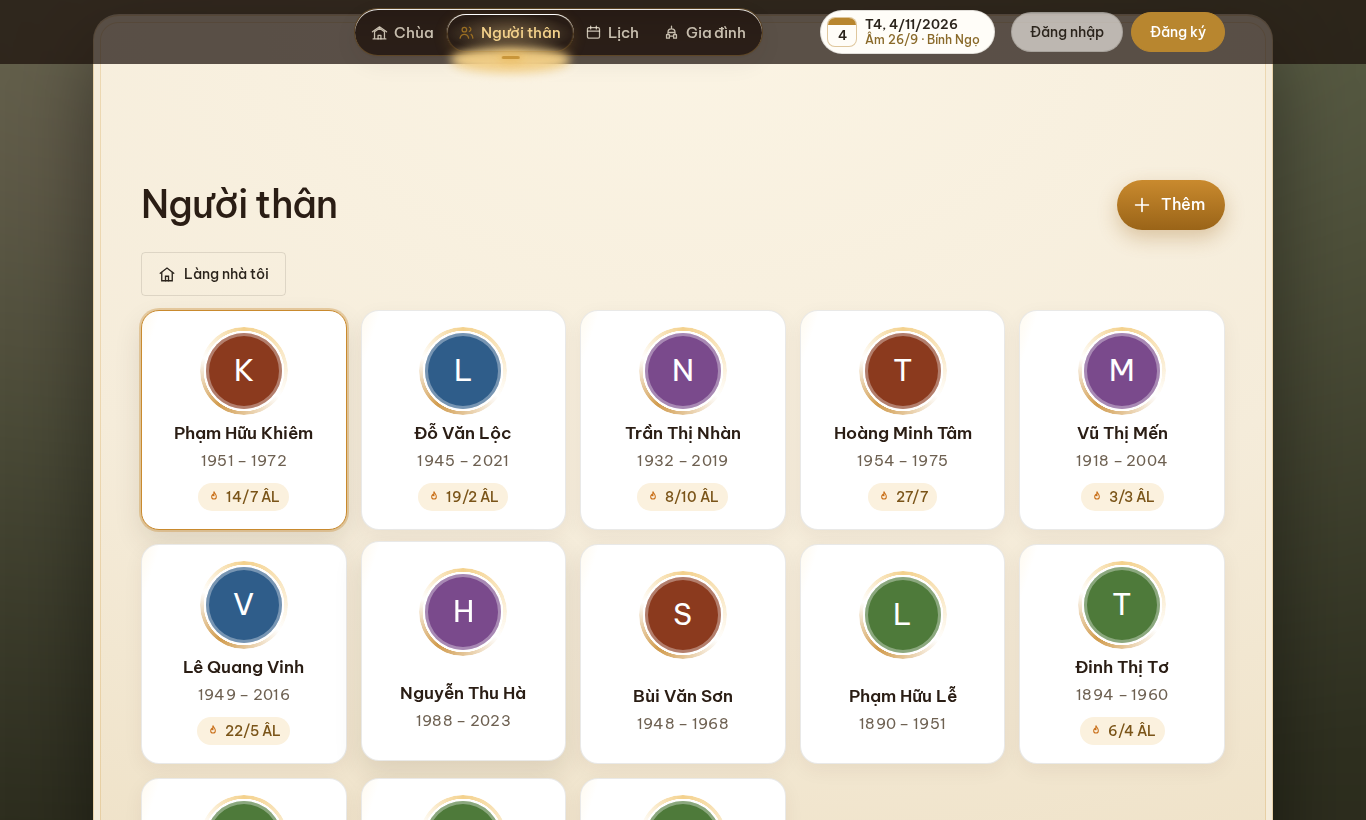 Chùa
Người thân
Lịch
Gia đình
4
T4, 4/11/2026
Âm 26/9 · Bính Ngọ
Đăng nhập
Đăng ký
Người thân
Thêm
Làng nhà tôi
K
Phạm Hữu Khiêm
1951 – 1972
14/7 ÂL
L
Đỗ Văn Lộc
1945 – 2021
19/2 ÂL
N
Trần Thị Nhàn
1932 – 2019
8/10 ÂL
T
Hoàng Minh Tâm
1954 – 1975
27/7
M
Vũ Thị Mến
1918 – 2004
3/3 ÂL
V
Lê Quang Vinh
1949 – 2016
22/5 ÂL
H
Nguyễn Thu Hà
1988 – 2023
S
Bùi Văn Sơn
1948 – 1968
L
Phạm Hữu Lễ
1890 – 1951
T
Đinh Thị Tơ
1894 – 1960
6/4 ÂL